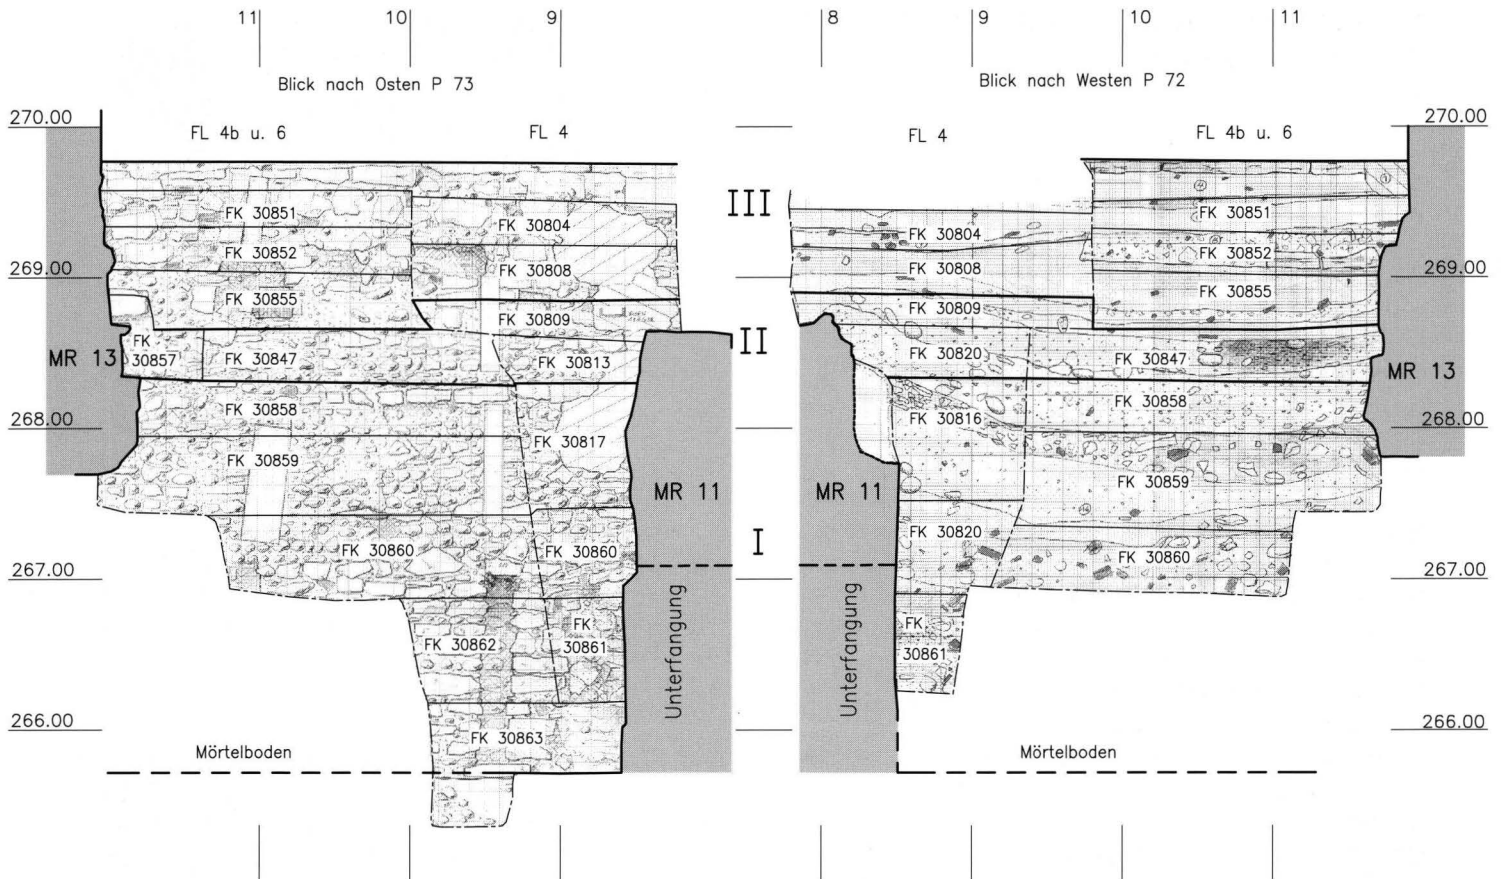 11 10 9 8 9 10 11
Blick nach Osten P 73
Blick nach Westen P 72
270.00
FL 4b u. 6
FL 4
FL 4
FL 4b u. 6
270.00
III
FK 30851
FK 30804
FK 30804
FK 30851
FK 30852
FK 30808
FK 30808
FK 30852
269.00
269.00
FK 30855
FK 30809
FK 30809
FK 30855
II
MR 13
FK
30857
FK 30847
FK 30813
FK 30820
FK 30847
MR 13
FK 30858
FK 30817
FK 30816
FK 30858
268.00
268.00
FK 30859
MR 11
MR 11
FK 30859
I
FK 30860
FK 30860
FK 30820
FK 30860
267.00
267.00
FK 30862
FK
30861
Unterfangung
Unterfangung
FK
30861
266.00
266.00
FK 30863
Mörtelboden
Mörtelboden